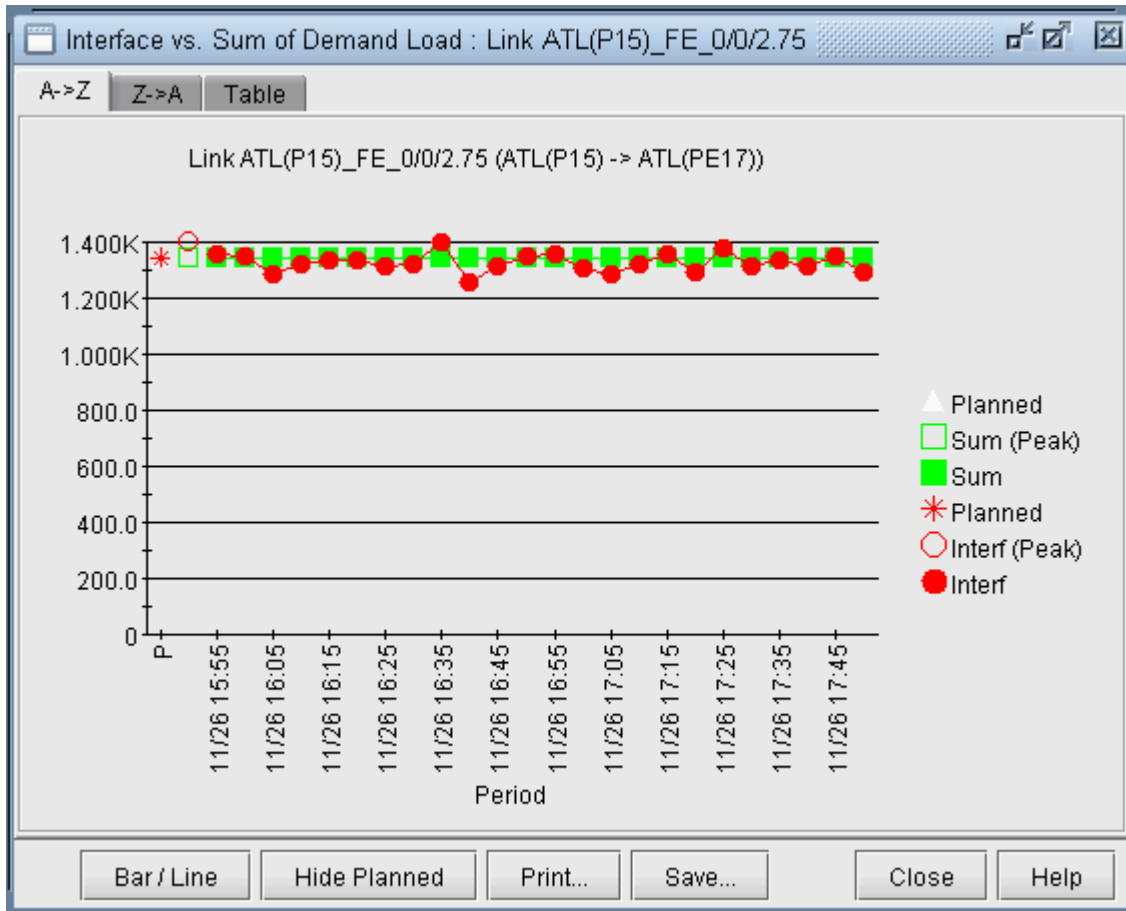 Interface vs. Sum of Demand Load : Link ATL(P15)_FE_0/0/2.75
A->Z Z->A Table
Link ATL(P15)_FE_0/0/2.75 (ATL(P15) -> ATL(PE17))
1.400K
1.200K
1.000K
800.0
600.0
400.0
200.0
0
P
11/26 15:55
11/26 16:05
11/26 16:15
11/26 16:25
11/26 16:35
11/26 16:45
11/26 16:55
11/26 17:05
11/26 17:15
11/26 17:25
11/26 17:35
11/26 17:45
Period
Planned
Sum (Peak)
Sum
Planned
Interf (Peak)
Interf
Bar / Line Hide Planned Print... Save... Close Help